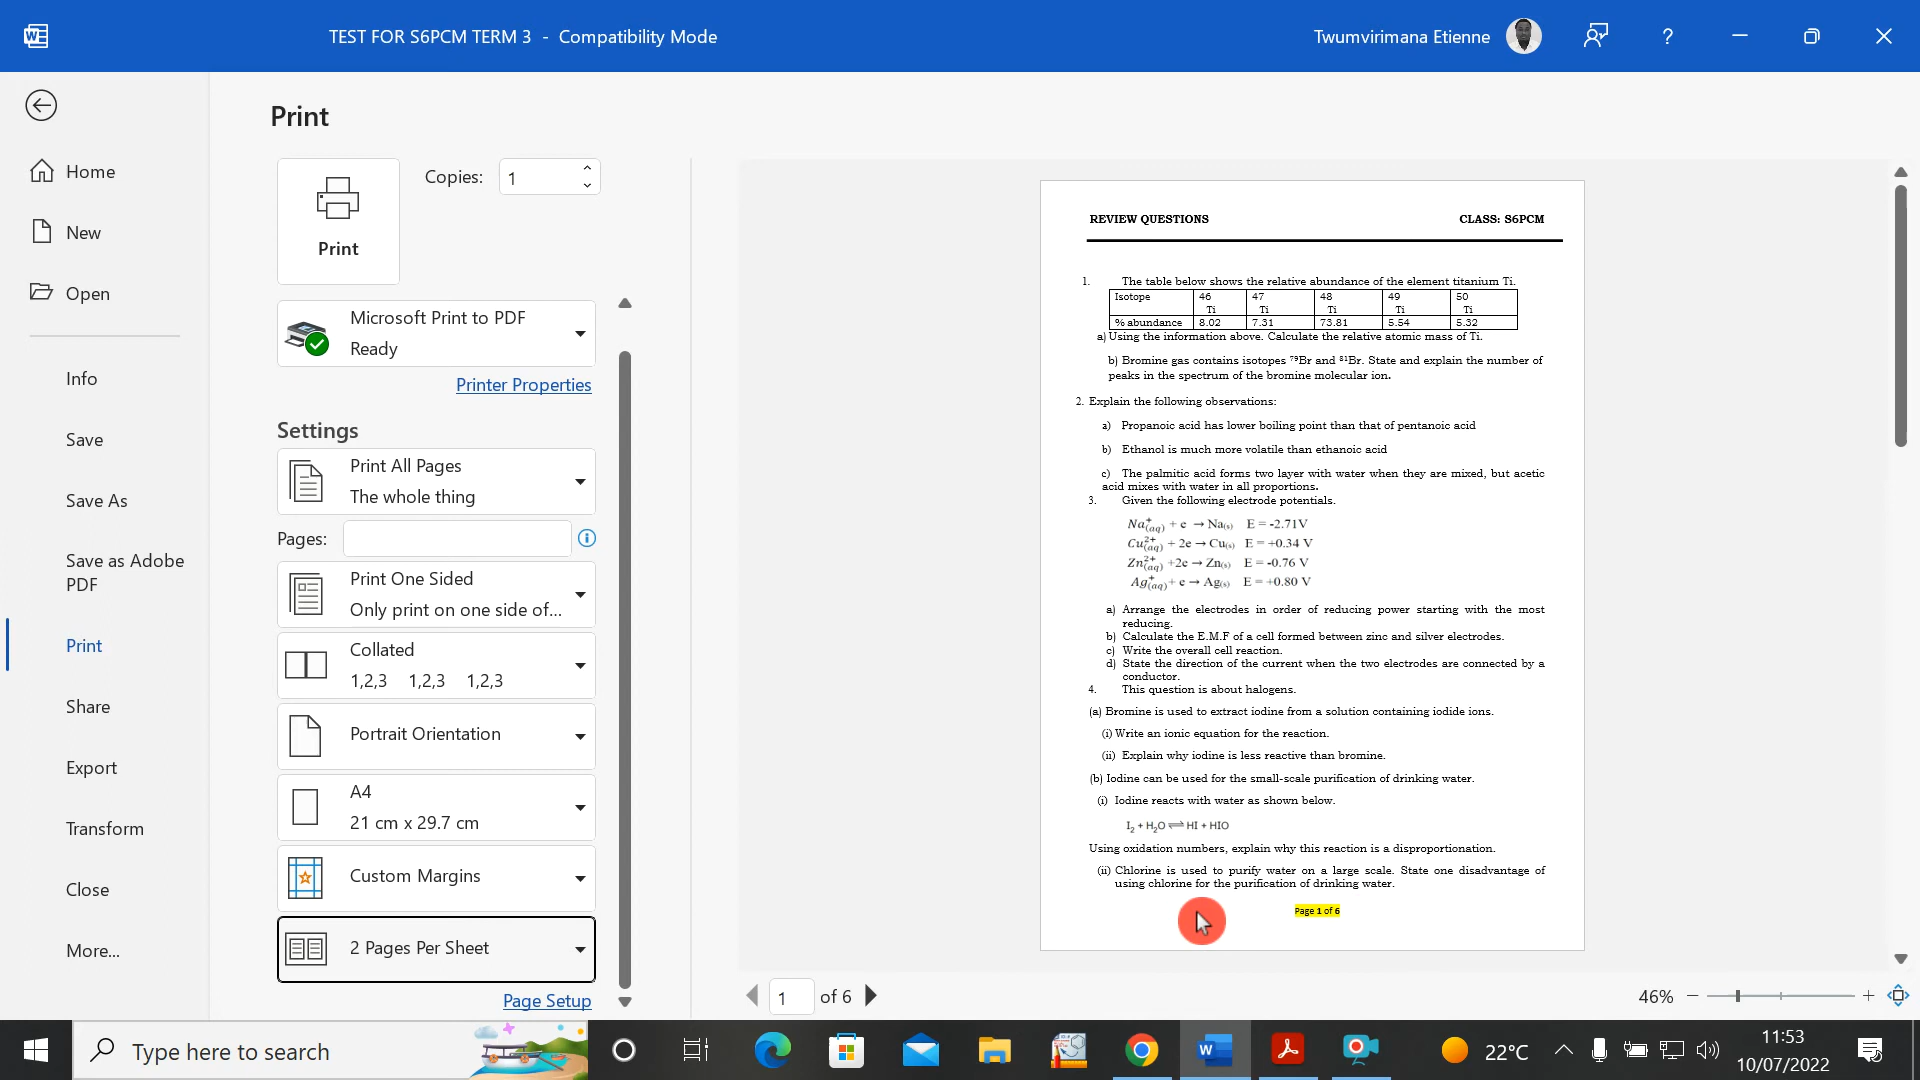 TEST FOR S6PCM TERM 3 - Compatibility Mode
Twumvirimana Etienne
?
Print
Home
New
Open
Info
Save
Save As
Save as Adobe
PDF
Print
Share
Export
Transform
Close
More...
Print
Copies: 1
Microsoft Print to PDF
Ready
Printer Properties
Settings
Print All Pages
The whole thing
Pages:
Print One Sided
Only print on one side of...
Collated
1,2,3 1,2,3 1,2,3
Portrait Orientation
A4
21 cm x 29.7 cm
Custom Margins
2 Pages Per Sheet
Page Setup
REVIEW QUESTIONS CLASS: S6PCM
1. The table below shows the relative abundance of the element titanium Ti.
Isotope 46 47 48 49 50
Ti Ti Ti Ti Ti
% abundance 8.02 7.31 73.81 5.54 5.32
a) Using the information above. Calculate the relative atomic mass of Ti.
b) Bromine gas contains isotopes ⁷⁹Br and ⁸¹Br. State and explain the number of
peaks in the spectrum of the bromine molecular ion.
2. Explain the following observations:
a) Propanoic acid has lower boiling point than that of pentanoic acid
b) Ethanol is much more volatile than ethanoic acid
c) The palmitic acid forms two layer with water when they are mixed, but acetic
acid mixes with water in all proportions.
3. Given the following electrode potentials.
Na⁺(aq) + e → Na(s) E = -2.71V
Cu²⁺(aq) + 2e → Cu(s) E = +0.34 V
Zn²⁺(aq) +2e → Zn(s) E = -0.76 V
Ag⁺(aq) + e → Ag(s) E = +0.80 V
a) Arrange the electrodes in order of reducing power starting with the most
reducing.
b) Calculate the E.M.F of a cell formed between zinc and silver electrodes.
c) Write the overall cell reaction.
d) State the direction of the current when the two electrodes are connected by a
conductor.
4. This question is about halogens.
(a) Bromine is used to extract iodine from a solution containing iodide ions.
(i) Write an ionic equation for the reaction.
(ii) Explain why iodine is less reactive than bromine.
(b) Iodine can be used for the small-scale purification of drinking water.
(i) Iodine reacts with water as shown below.
I₂ + H₂O ⇌ HI + HIO
Using oxidation numbers, explain why this reaction is a disproportionation.
(ii) Chlorine is used to purify water on a large scale. State one disadvantage of
using chlorine for the purification of drinking water.
Page 1 of 6
1 of 6
46%
Type here to search
22°C
11:53
10/07/2022